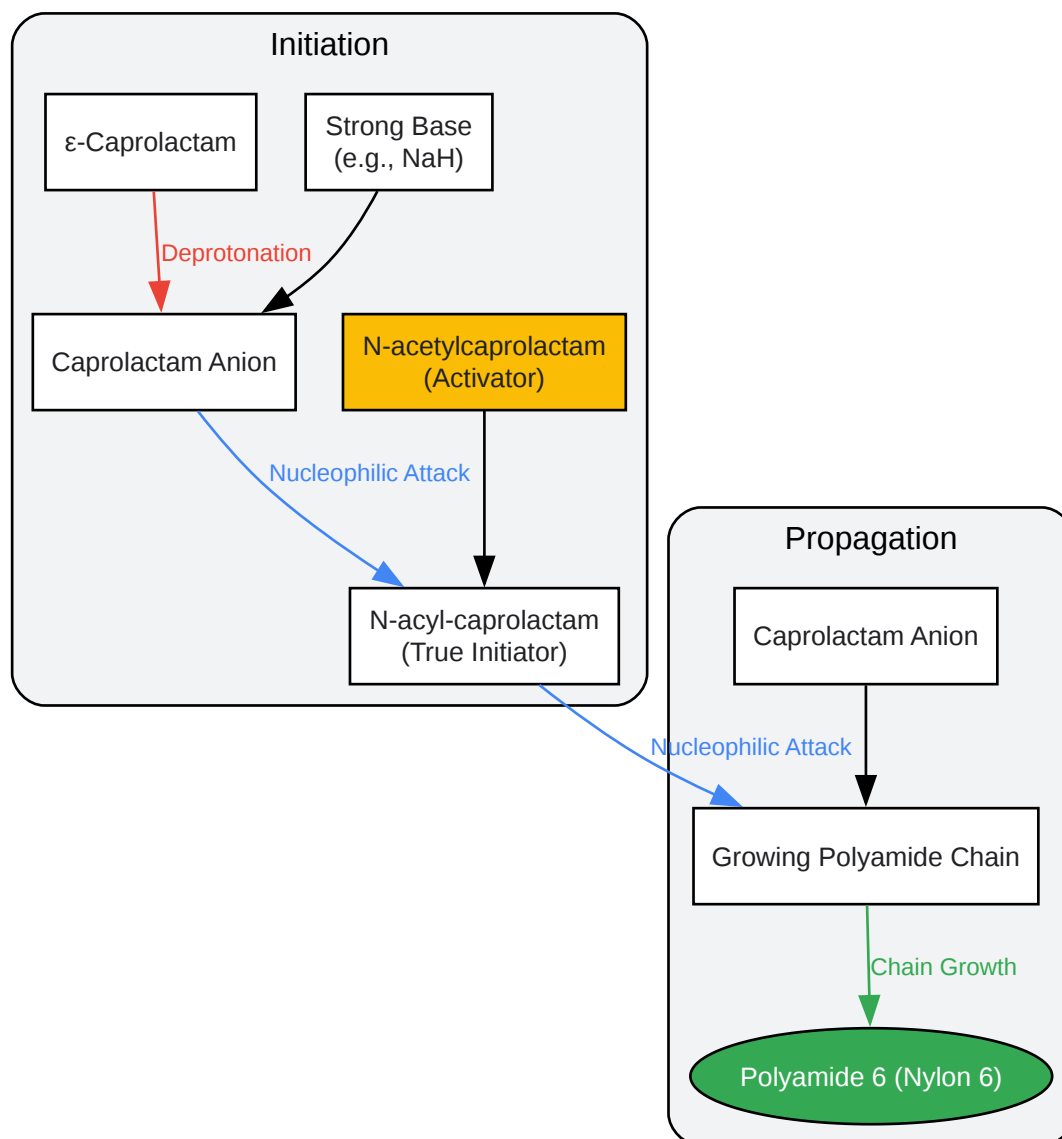 Initiation
ε-Caprolactam
Strong Base
(e.g., NaH)
Deprotonation
Caprolactam Anion
N-acetylcaprolactam
(Activator)
Nucleophilic Attack
N-acyl-caprolactam
(True Initiator)
Propagation
Caprolactam Anion
Nucleophilic Attack
Growing Polyamide Chain
Chain Growth
Polyamide 6 (Nylon 6)